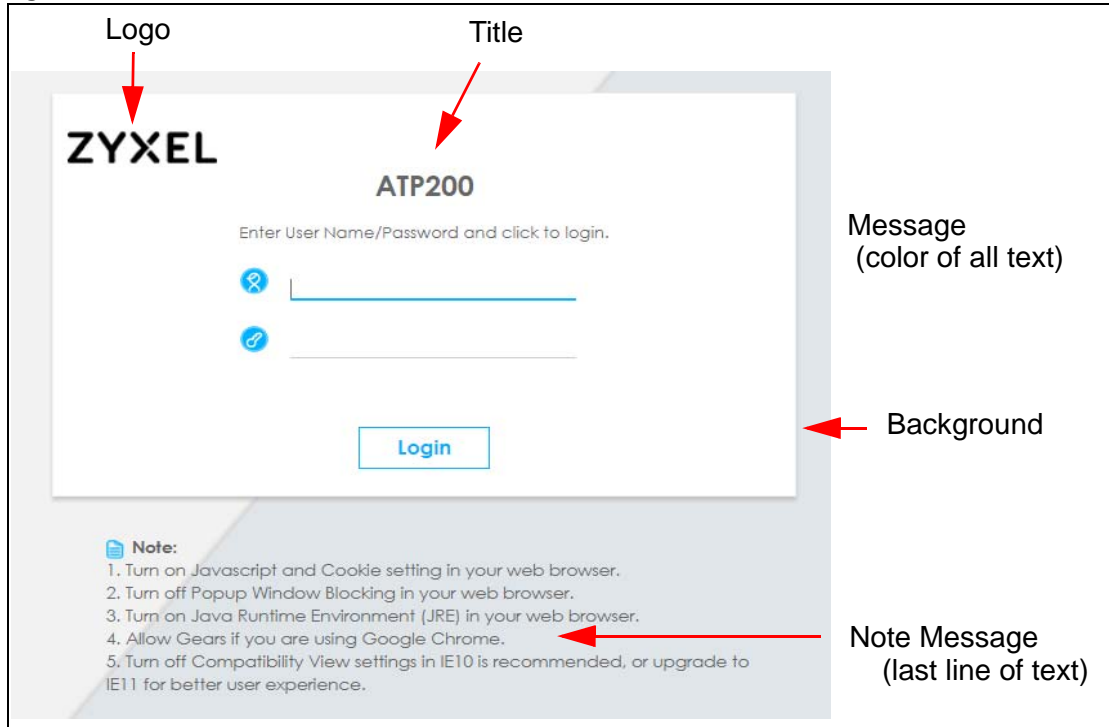 Logo
Title
ZYXEL
ATP200
Enter User Name/Password and click to login.
Message
(color of all text)
Background
Login
Note:
1. Turn on Javascript and Cookie setting in your web browser.
2. Turn off Popup Window Blocking in your web browser.
3. Turn on Java Runtime Environment (JRE) in your web browser.
4. Allow Gears if you are using Google Chrome.
5. Turn off Compatibility View settings in IE10 is recommended, or upgrade to
IE11 for better user experience.
Note Message
(last line of text)